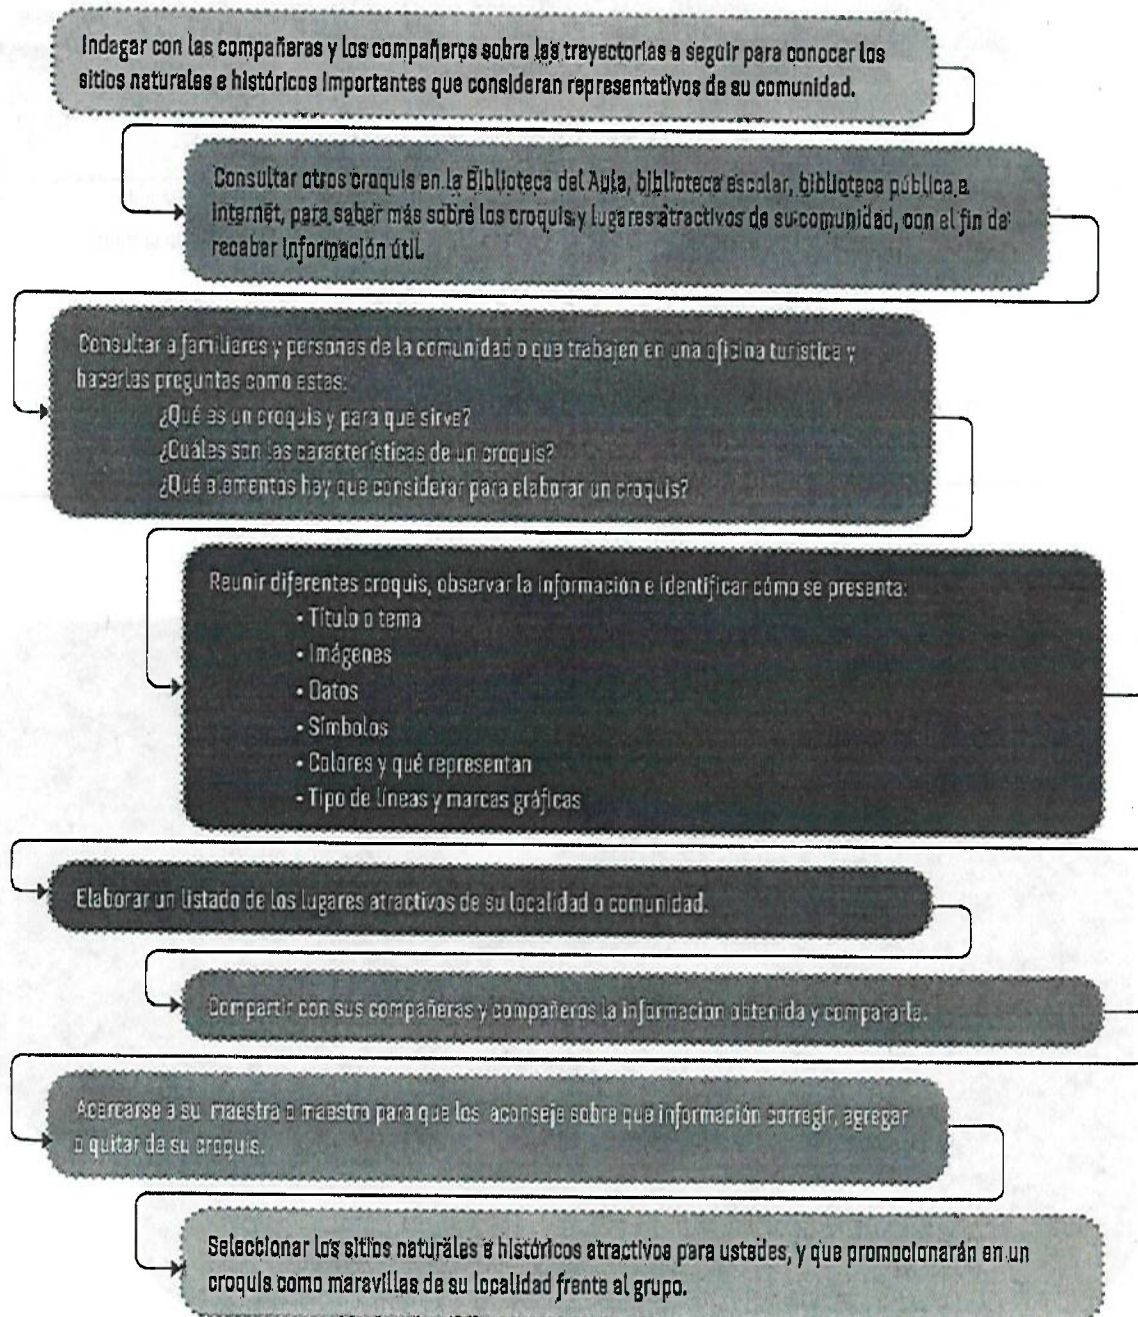 Indagar con las compañeras y los compañeros sobre las trayectorias a seguir para conocer los
sitios naturales e históricos importantes que consideran representativos de su comunidad.
Consultar otros croquis en la Biblioteca del Aula, biblioteca escolar, biblioteca pública e
internet, para saber más sobre los croquis y lugares atractivos de su comunidad, con el fin de
recabar información útil.
Consultar a familiares y personas de la comunidad o que trabajen en una oficina turística y
hacerles preguntas como estas:
¿Qué es un croquis y para qué sirve?
¿Cuáles son las características de un croquis?
¿Qué elementos hay que considerar para elaborar un croquis?
Reunir diferentes croquis, observar la información e identificar cómo se presenta:
• Título o tema
• Imágenes
• Datos
• Símbolos
• Colores y qué representan
• Tipo de líneas y marcas gráficas
Elaborar un listado de los lugares atractivos de su localidad o comunidad.
Compartir con sus compañeras y compañeros la información obtenida y compararla.
Acercarse a su maestra o maestro para que los aconseje sobre qué información corregir, agregar
o quitar de su croquis.
Seleccionar los sitios naturales e históricos atractivos para ustedes, y que promocionarán en un
croquis como maravillas de su localidad frente al grupo.